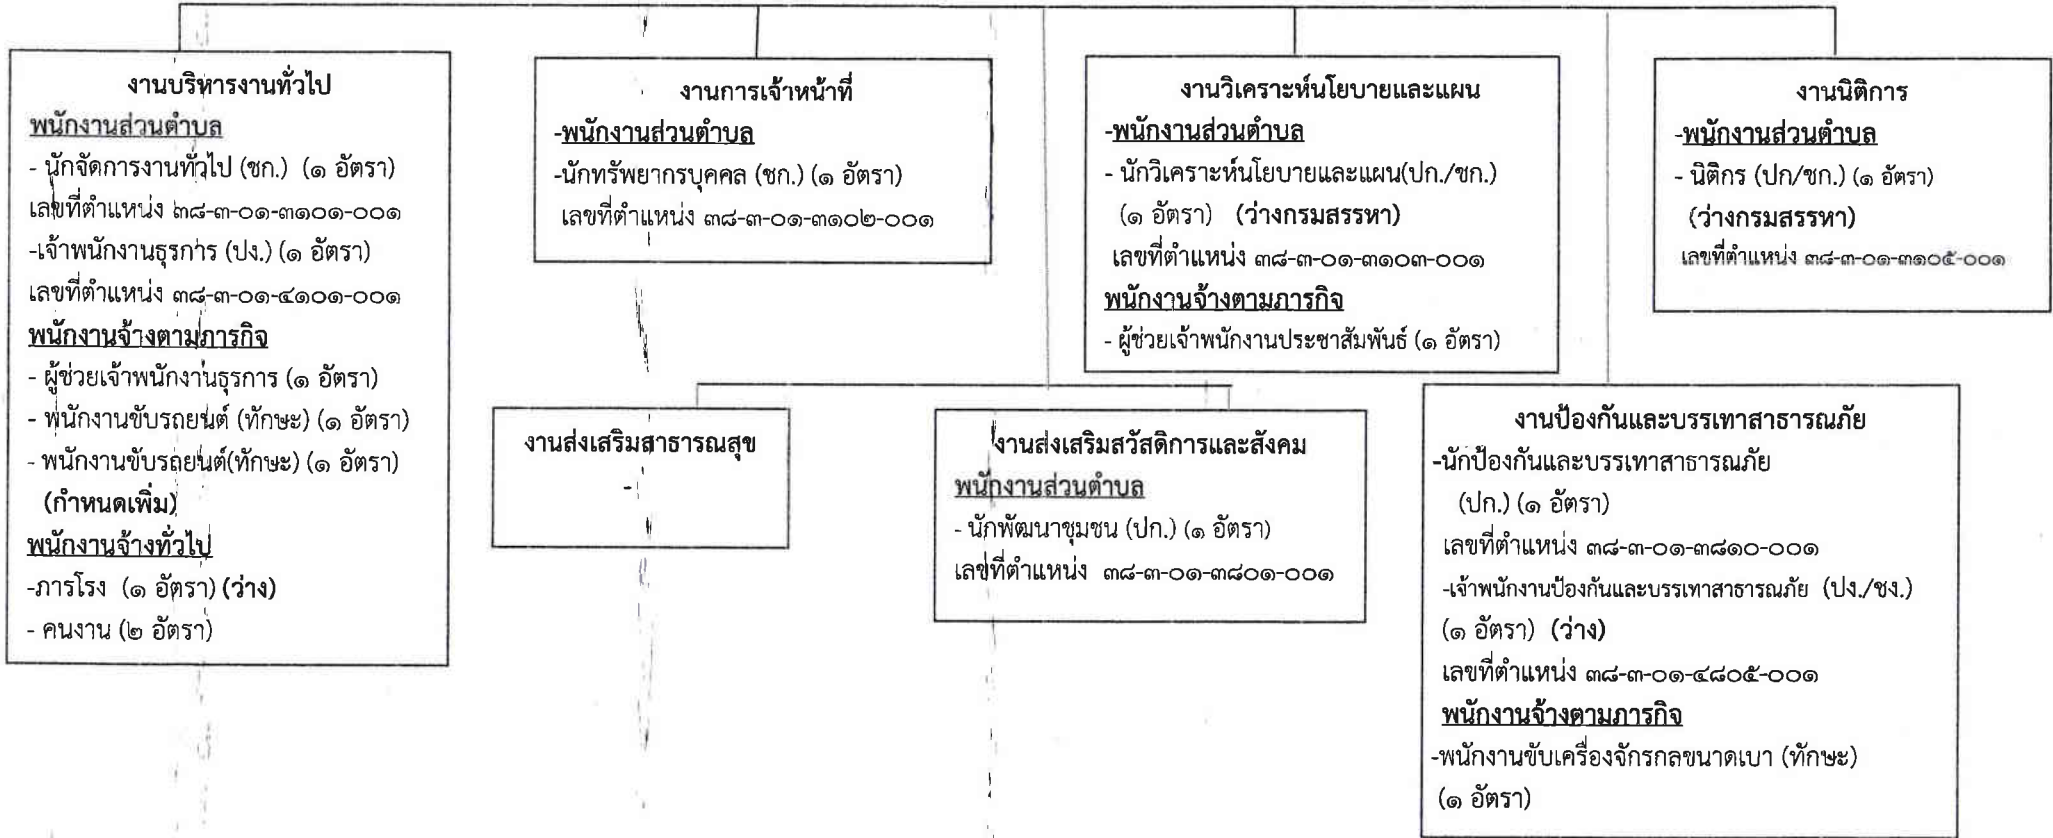 งานบริหารงานทั่วไป
พนักงานส่วนตำบล
- นักจัดการงานทั่วไป (ชก.) (๑ อัตรา)
เลขที่ตำแหน่ง ๓๘-๓-๐๑-๓๑๐๑-๐๐๑
-เจ้าพนักงานธุรการ (ปง.) (๑ อัตรา)
เลขที่ตำแหน่ง ๓๘-๓-๐๑-๔๑๐๑-๐๐๑
พนักงานจ้างตามภารกิจ
- ผู้ช่วยเจ้าพนักงานธุรการ (๑ อัตรา)
- พนักงานขับรถยนต์ (ทักษะ) (๑ อัตรา)
- พนักงานขับรถยนต์(ทักษะ) (๑ อัตรา)
(กำหนดเพิ่ม)
พนักงานจ้างทั่วไป
-ภารโรง (๑ อัตรา) (ว่าง)
- คนงาน (๒ อัตรา)
งานการเจ้าหน้าที่
-พนักงานส่วนตำบล
-นักทรัพยากรบุคคล (ชก.) (๑ อัตรา)
เลขที่ตำแหน่ง ๓๘-๓-๐๑-๓๑๐๒-๐๐๑
งานวิเคราะห์นโยบายและแผน
-พนักงานส่วนตำบล
- นักวิเคราะห์นโยบายและแผน(ปก./ชก.)
(๑ อัตรา) (ว่างกรมสรรหา)
เลขที่ตำแหน่ง ๓๘-๓-๐๑-๓๑๐๓-๐๐๑
พนักงานจ้างตามภารกิจ
- ผู้ช่วยเจ้าพนักงานประชาสัมพันธ์ (๑ อัตรา)
งานนิติการ
-พนักงานส่วนตำบล
- นิติกร (ปก/ชก.) (๑ อัตรา)
(ว่างกรมสรรหา)
เลขที่ตำแหน่ง ๓๘-๓-๐๑-๓๑๐๕-๐๐๑
งานส่งเสริมสาธารณสุข
-
งานส่งเสริมสวัสดิการและสังคม
พนักงานส่วนตำบล
- นักพัฒนาชุมชน (ปก.) (๑ อัตรา)
เลขที่ตำแหน่ง ๓๘-๓-๐๑-๓๘๐๑-๐๐๑
งานป้องกันและบรรเทาสาธารณภัย
-นักป้องกันและบรรเทาสาธารณภัย
(ปก.) (๑ อัตรา)
เลขที่ตำแหน่ง ๓๘-๓-๐๑-๓๘๑๐-๐๐๑
-เจ้าพนักงานป้องกันและบรรเทาสาธารณภัย (ปง./ชง.)
(๑ อัตรา) (ว่าง)
เลขที่ตำแหน่ง ๓๘-๓-๐๑-๔๘๐๕-๐๐๑
พนักงานจ้างตามภารกิจ
-พนักงานขับเครื่องจักรกลขนาดเบา (ทักษะ)
(๑ อัตรา)